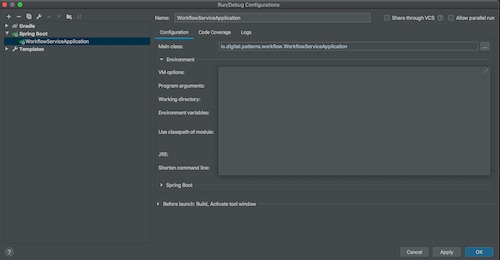 Run/Debug Configurations
Name: WorkflowServiceApplication
Share through VCS
Allow parallel run
Gradle
Spring Boot
WorkflowServiceApplication
Templates
Configuration Code Coverage Logs
Main class: io.digital.patterns.workflow.WorkflowServiceApplication ...
Environment
VM options:
Program arguments:
Working directory:
Environment variables:
Use classpath of module:
JRE:
Shorten command line:
Spring Boot
Before launch: Build, Activate tool window
? Cancel Apply OK